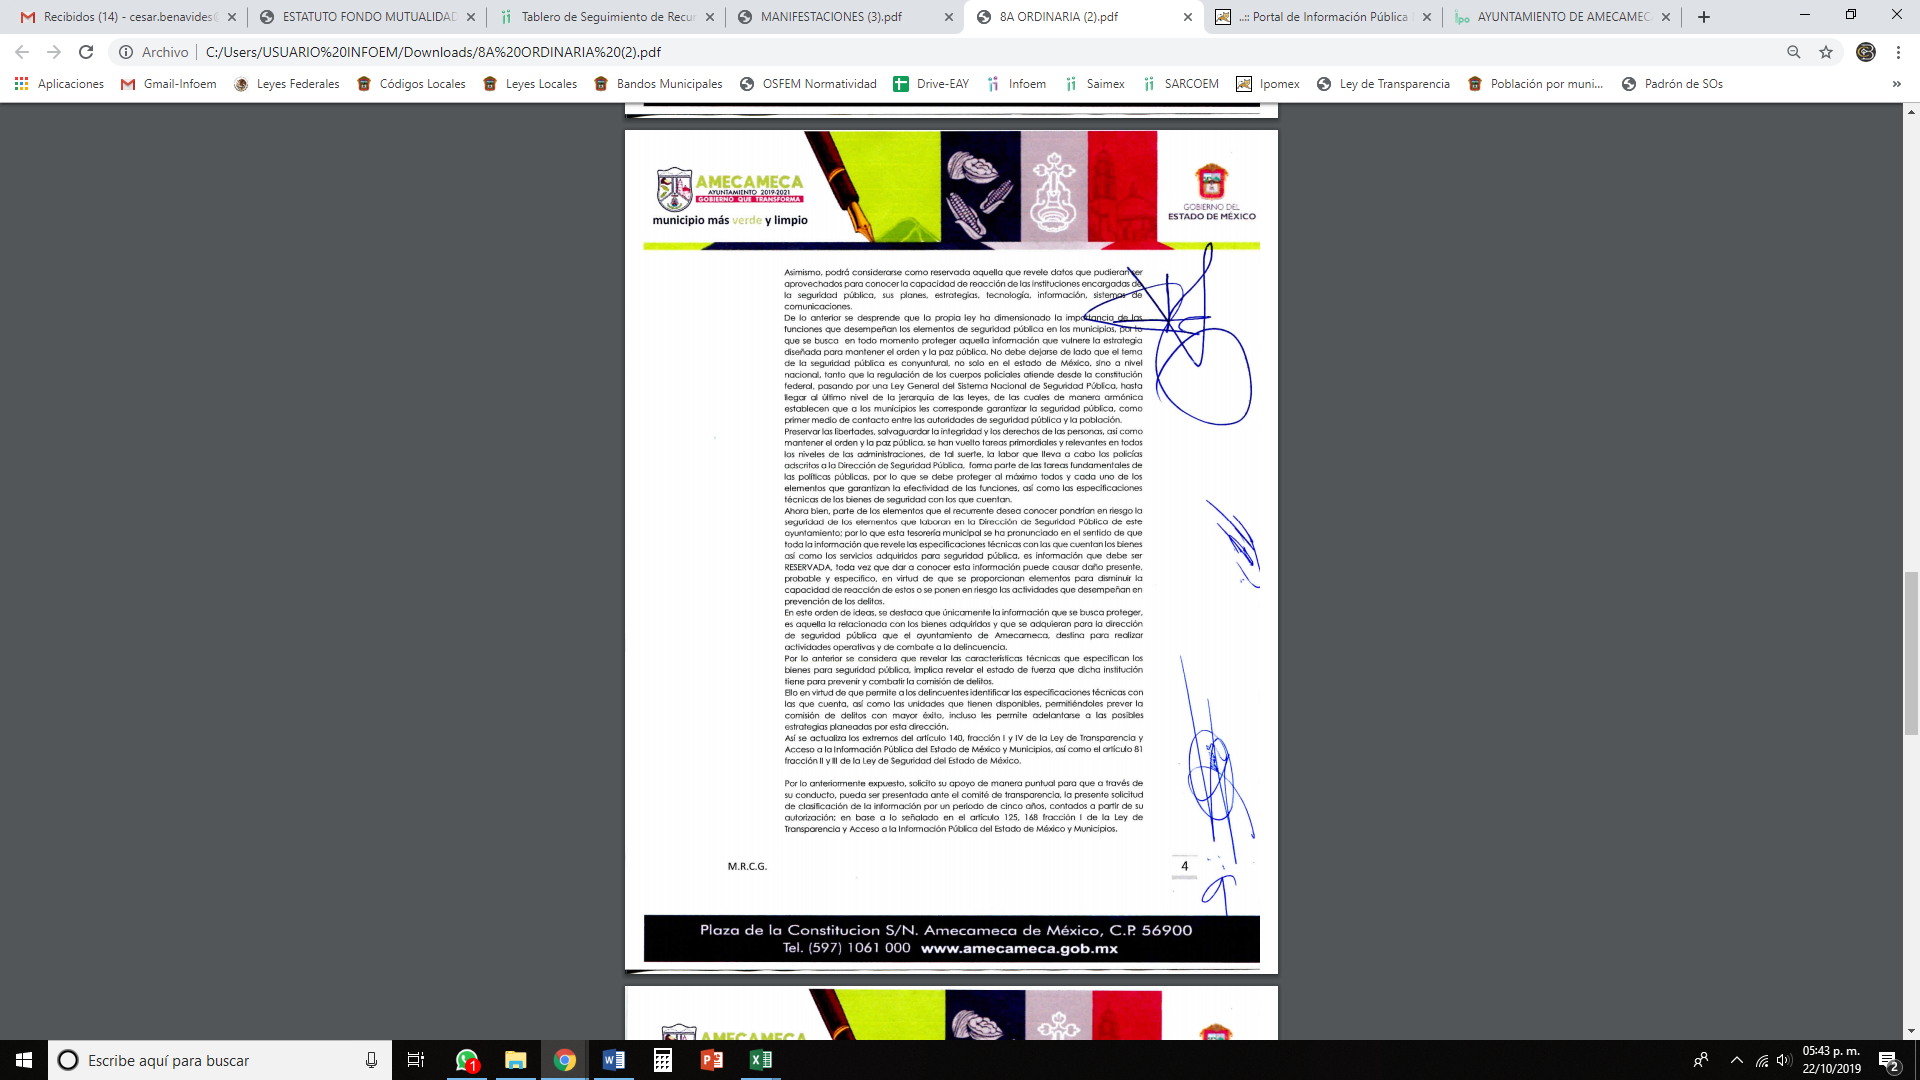 Recibidos (14) - cesar.benavides
ESTATUTO FONDO MUTUALIDAD
Tablero de Seguimiento de Recur
MANIFESTACIONES (3).pdf
8A ORDINARIA (2).pdf
..:: Portal de Información Pública
AYUNTAMIENTO DE AMECAMECA
Archivo
C:/Users/USUARIO%20INFOEM/Downloads/8A%20ORDINARIA%20(2).pdf
Aplicaciones
Gmail-Infoem
Leyes Federales
Códigos Locales
Leyes Locales
Bandos Municipales
OSFEM Normatividad
Drive-EAY
Infoem
Saimex
SARCOEM
Ipomex
Ley de Transparencia
Población por muni...
Padrón de SOs
»
AMECAMECA
AYUNTAMIENTO 2019-2021
GOBIERNO QUE TRANSFORMA
municipio más verde y limpio
GOBIERNO DEL
ESTADO DE MÉXICO
Asimismo, podrá considerarse como reservada aquella que revele datos que pudieran ser
aprovechados para conocer la capacidad de reacción de las instituciones encargadas de
la seguridad pública, sus planes, estrategias, tecnología, información, sistemas de
comunicaciones.
De lo anterior se desprende que la propia ley ha dimensionado la importancia de las
funciones que desempeñan los elementos de seguridad pública en los municipios, por lo
que se busca en todo momento proteger aquella información que vulnere la estrategia
diseñada para mantener el orden y la paz pública. No debe dejarse de lado que el tema
de la seguridad pública es conyuntural, no solo en el estado de México, sino a nivel
nacional, tanto que la regulación de los cuerpos policiales atiende desde la constitución
federal, pasando por una Ley General del Sistema Nacional de Seguridad Pública, hasta
llegar al último nivel de la jerarquía de las leyes, de las cuales de manera armónica
establecen que a los municipios les corresponde garantizar la seguridad pública, como
primer medio de contacto entre las autoridades de seguridad pública y la población.
Preservar las libertades, salvaguardar la integridad y los derechos de las personas, así como
mantener el orden y la paz pública, se han vuelto tareas primordiales y relevantes en todos
los niveles de las administraciones, de tal suerte, la labor que lleva a cabo los policías
adscritos a la Dirección de Seguridad Pública, forma parte de las tareas fundamentales de
las políticas públicas, por lo que se debe proteger al máximo todos y cada uno de los
elementos que garantizan la efectividad de las funciones, así como las especificaciones
técnicas de los bienes de seguridad con los que cuentan.
Ahora bien, parte de los elementos que el recurrente desea conocer pondrían en riesgo la
seguridad de los elementos que laboran en la Dirección de Seguridad Pública de este
ayuntamiento; por lo que esta tesorería municipal se ha pronunciado en el sentido de que
toda la información que revele las especificaciones técnicas con las que cuentan los bienes
así como los servicios adquiridos para seguridad pública, es información que debe ser
RESERVADA, toda vez que dar a conocer esta información puede causar daño presente,
probable y especifico, en virtud de que se proporcionan elementos para disminuir la
capacidad de reacción de estos o se ponen en riesgo las actividades que desempeñan en
prevención de los delitos.
En este orden de ideas, se destaca que únicamente la información que se busca proteger,
es aquella la relacionada con los bienes adquiridos y que se adquieran para la dirección
de seguridad pública que el ayuntamiento de Amecameca, destina para realizar
actividades operativas y de combate a la delincuencia.
Por lo anterior se considera que revelar las características técnicas que especifican los
bienes para seguridad pública, implica revelar el estado de fuerza que dicha institución
tiene para prevenir y combatir la comisión de delitos.
Ello en virtud de que permite a los delincuentes identificar las especificaciones técnicas con
las que cuenta, así como las unidades que tienen disponibles, permitiéndoles prever la
comisión de delitos con mayor éxito, incluso les permite adelantarse a las posibles
estrategias planeadas por esta dirección.
Así se actualiza los extremos del artículo 140, fracción I y IV de la Ley de Transparencia y
Acceso a la Información Pública del Estado de México y Municipios, así como el artículo 81
fracción II y III de la Ley de Seguridad del Estado de México.
Por lo anteriormente expuesto, solicito su apoyo de manera puntual para que a través de
su conducto, pueda ser presentada ante el comité de transparencia, la presente solicitud
de clasificación de la información por un periodo de cinco años, contados a partir de su
autorización; en base a lo señalado en el artículo 125, 168 fracción I de la Ley de
Transparencia y Acceso a la Información Pública del Estado de México y Municipios.
M.R.C.G.
4
Plaza de la Constitucion S/N. Amecameca de México, C.P. 56900
Tel. (597) 1061 000 www.amecameca.gob.mx
AMECAMECA
Escribe aquí para buscar
1
05:43 p. m.
22/10/2019
2